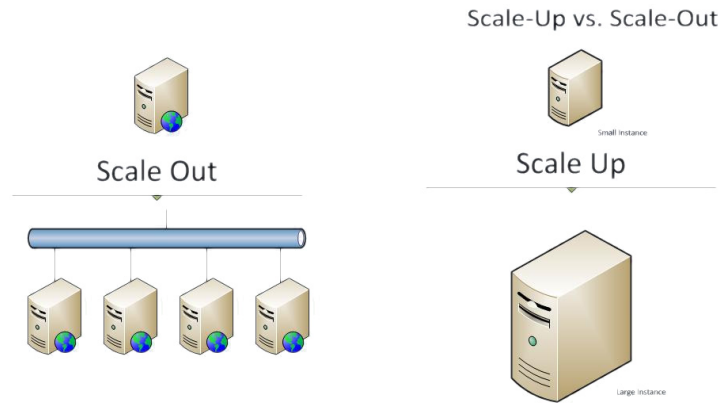 Scale-Up vs. Scale-Out
Small Instance
Scale Out
Scale Up
Large Instance